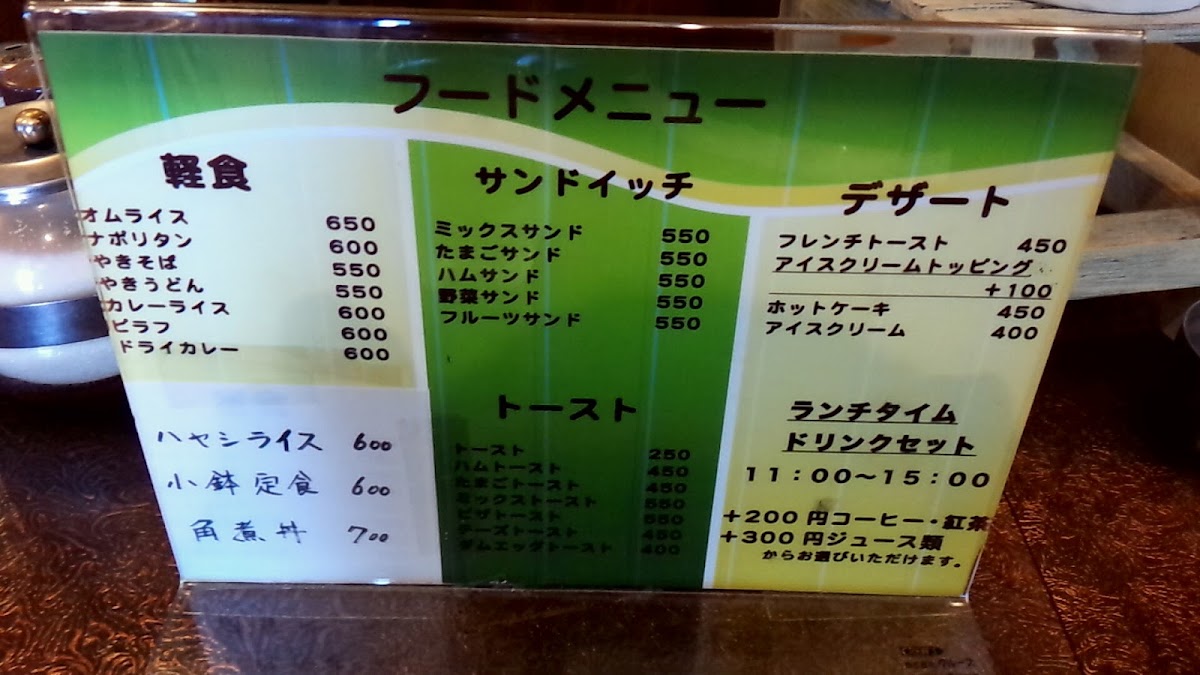 フードメニュー
軽食
オムライス 650
ナポリタン 600
やきそば 550
やきうどん 550
カレーライス 600
ピラフ 600
ドライカレー 600
ハヤシライス 600
小鉢定食 600
角煮丼 700
サンドイッチ
ミックスサンド 550
たまごサンド 550
ハムサンド 550
野菜サンド 550
フルーツサンド 550
トースト
トースト 250
ハムトースト 450
たまごトースト 450
ミックストースト 550
ピザトースト 550
チーズトースト 450
400
デザート
フレンチトースト 450
アイスクリームトッピング
+100
ホットケーキ 450
アイスクリーム 400
ランチタイム
ドリンクセット
11:00〜15:00
+200円コーヒー・紅茶
+300円ジュース類
からお選びいただけます。